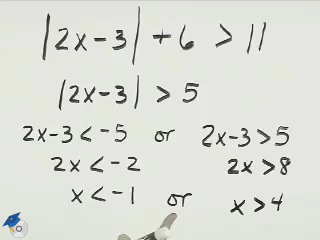 |2x-3| + 6 > 11
|2x-3| > 5
2x-3 < -5 or 2x-3 > 5
2x < -2 2x > 8
x < -1 or x > 4